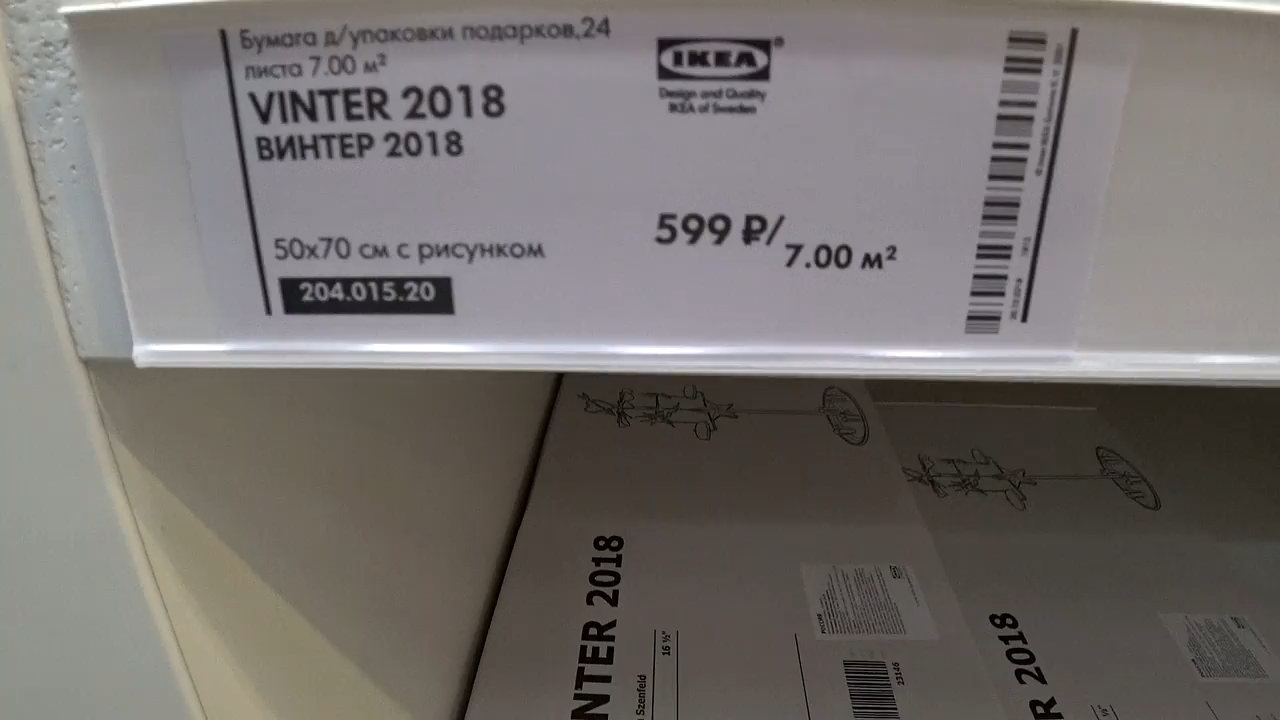 Бумага д/упаковки подарков,24
листа 7.00 м²
VINTER 2018
ВИНТЕР 2018
50x70 см с рисунком
204.015.20
IKEA®
Design and Quality
IKEA of Sweden
599 ₽/
7.00 м²
NTER 2018
Szenfeld
16 ½"
23146
R 2018